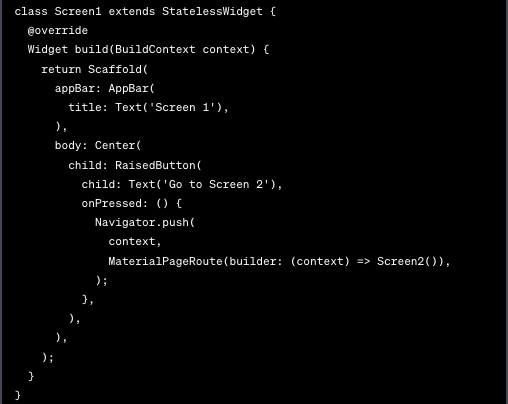 class Screen1 extends StatelessWidget {
  @override
  Widget build(BuildContext context) {
    return Scaffold(
      appBar: AppBar(
        title: Text('Screen 1'),
      ),
      body: Center(
        child: RaisedButton(
          child: Text('Go to Screen 2'),
          onPressed: () {
            Navigator.push(
              context,
              MaterialPageRoute(builder: (context) => Screen2()),
            );
          },
        ),
      ),
    );
  }
}